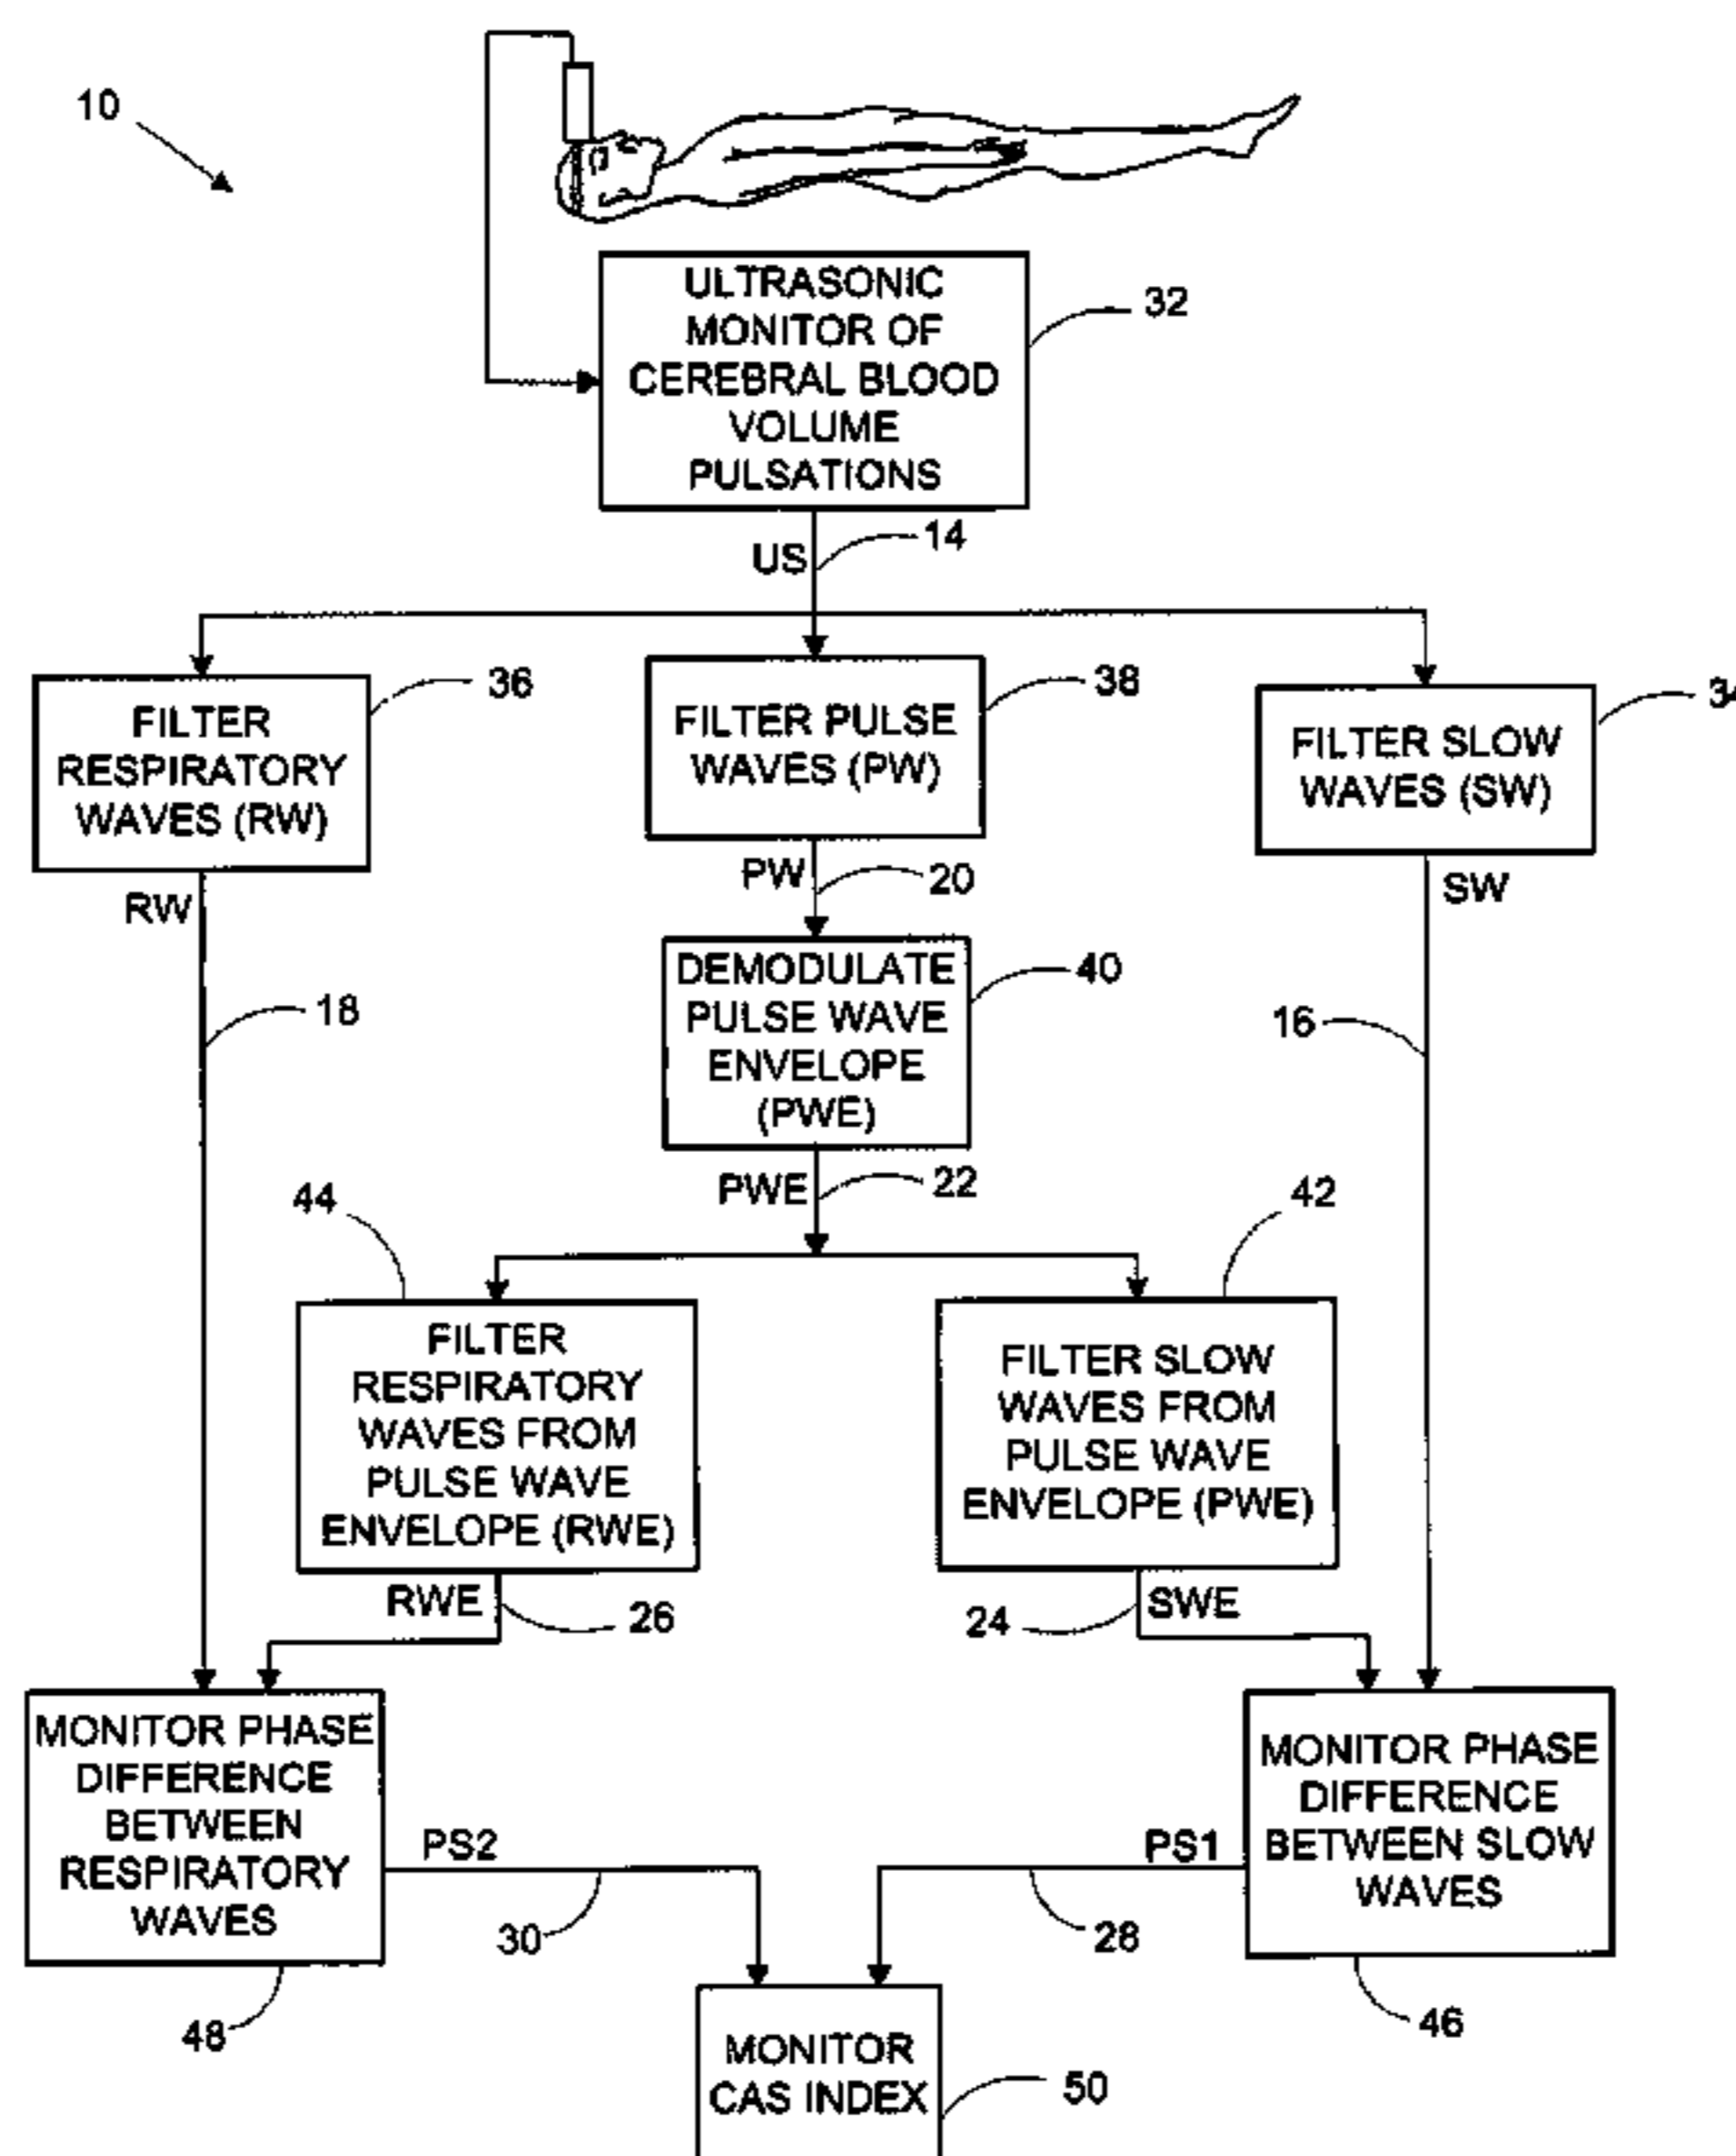 10
ULTRASONIC
MONITOR OF
CEREBRAL BLOOD
VOLUME
PULSATIONS
32
US
14
FILTER
RESPIRATORY
WAVES (RW)
36
FILTER PULSE
WAVES (PW)
38
FILTER SLOW
WAVES (SW)
RW
PW
20
SW
DEMODULATE
PULSE WAVE
ENVELOPE
(PWE)
40
18
16
PWE
22
44
42
FILTER
RESPIRATORY
WAVES FROM
PULSE WAVE
ENVELOPE (RWE)
FILTER SLOW
WAVES FROM
PULSE WAVE
ENVELOPE (PWE)
RWE
26
24
SWE
MONITOR PHASE
DIFFERENCE
BETWEEN
RESPIRATORY
WAVES
MONITOR PHASE
DIFFERENCE
BETWEEN SLOW
WAVES
PS2
PS1
30
28
48
46
MONITOR
CAS INDEX
50